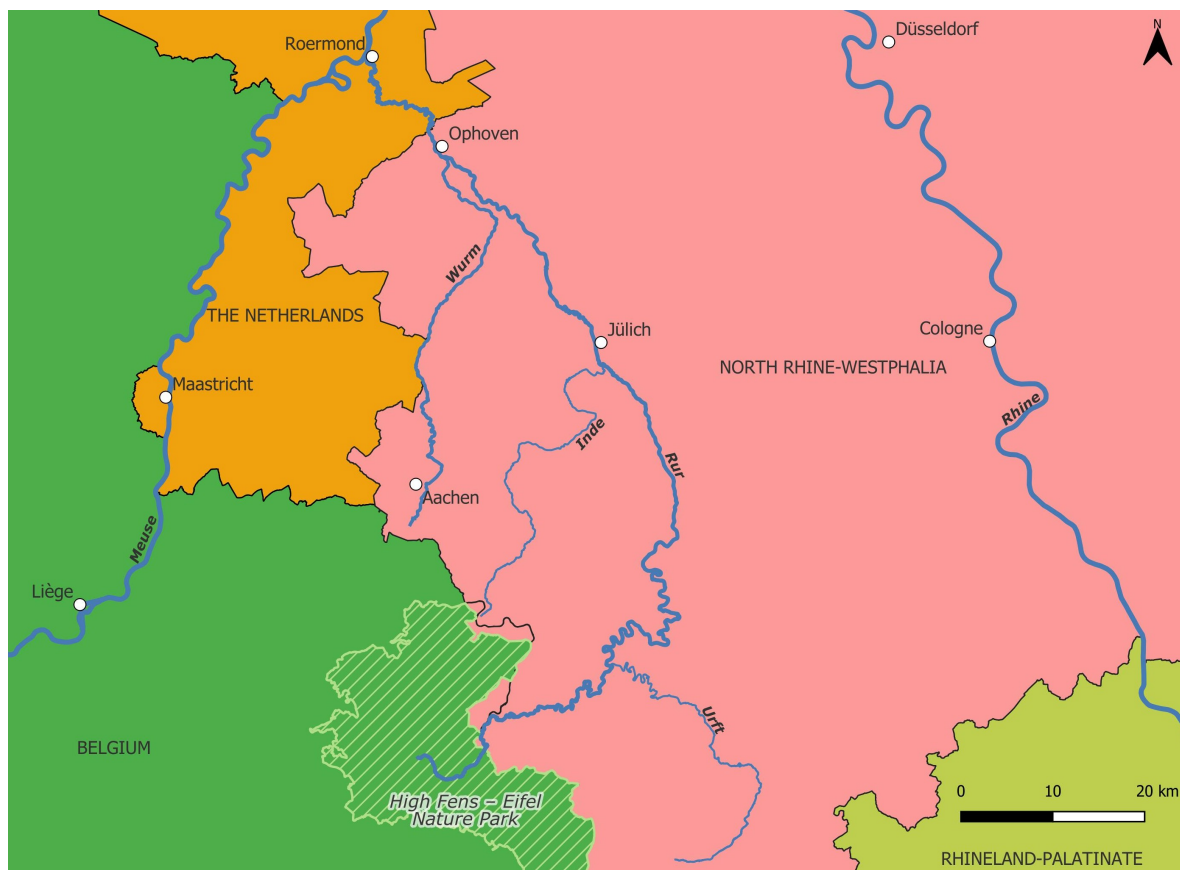 N
Düsseldorf
Roermond
Ophoven
Wurm
THE NETHERLANDS
Jülich
Cologne
NORTH RHINE-WESTPHALIA
Maastricht
Rhine
Inde
Rur
Aachen
Meuse
Liège
Urft
BELGIUM
High Fens – Eifel
Nature Park
0 10 20 km
RHINELAND-PALATINATE